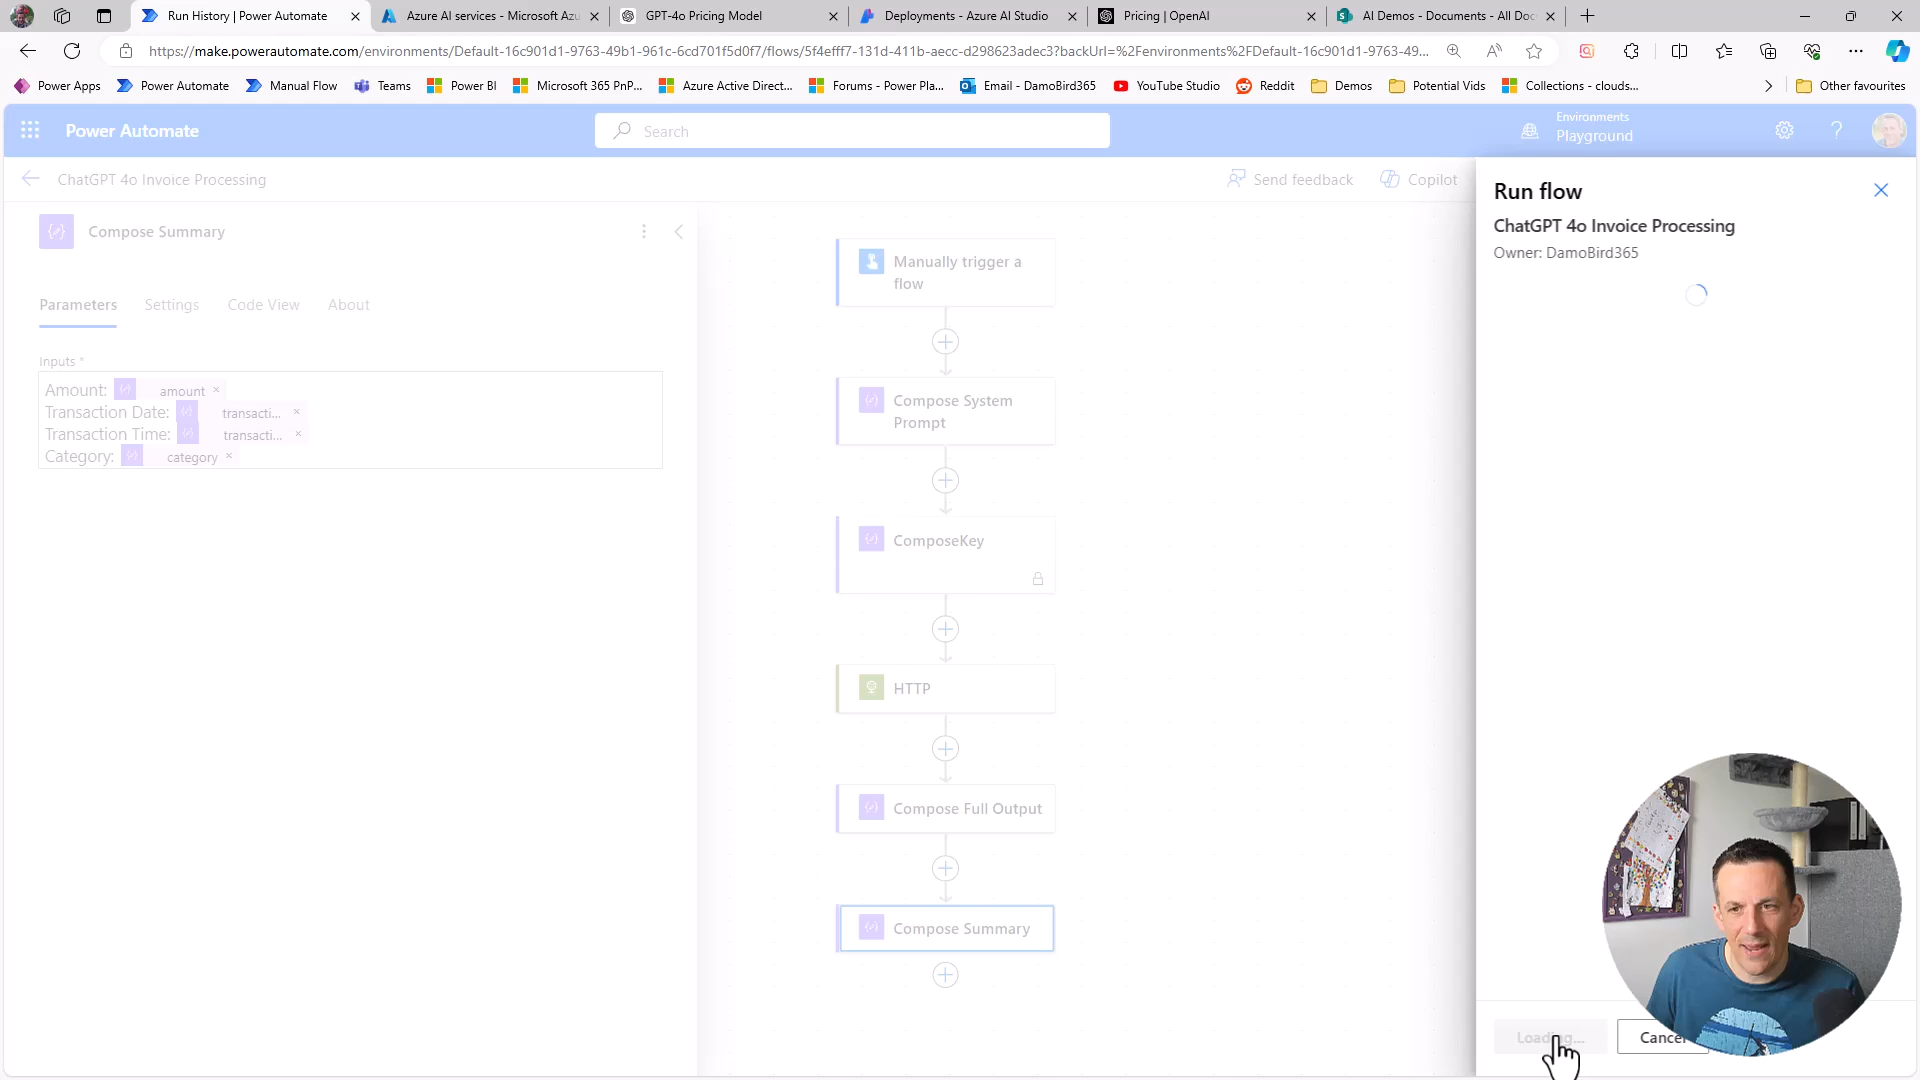 Run History | Power Automate
Azure AI services - Microsoft Azu
GPT-4o Pricing Model
Deployments - Azure AI Studio
Pricing | OpenAI
AI Demos - Documents - All Doc
https://make.powerautomate.com/environments/Default-16c901d1-9763-49b1-961c-6cd701f5d0f7/flows/5f4efff7-131d-411b-aecc-d298623adec3?backUrl=%2Fenvironments%2FDefault-16c901d1-9763-49...
Power Apps
Power Automate
Manual Flow
Teams
Power BI
Microsoft 365 PnP...
Azure Active Direct...
Forums - Power Pla...
Email - DamoBird365
YouTube Studio
Reddit
Demos
Potential Vids
Collections - clouds...
Other favourites
Power Automate
Search
Environments
Playground
ChatGPT 4o Invoice Processing
Send feedback
Copilot
Compose Summary
Parameters
Settings
Code View
About
Inputs *
Amount: amount
Transaction Date: transacti...
Transaction Time: transacti...
Category: category
Manually trigger a
flow
Compose System
Prompt
ComposeKey
HTTP
Compose Full Output
Compose Summary
Run flow
ChatGPT 4o Invoice Processing
Owner: DamoBird365
Loading...
Cancel